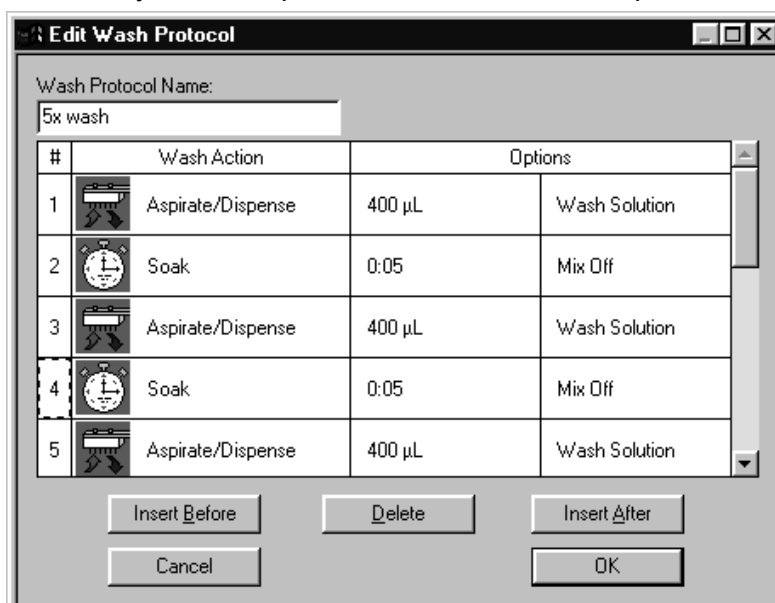 Edit Wash Protocol
Wash Protocol Name:
5x wash
# Wash Action Options
1 Aspirate/Dispense 400 µL Wash Solution
2 Soak 0:05 Mix Off
3 Aspirate/Dispense 400 µL Wash Solution
4 Soak 0:05 Mix Off
5 Aspirate/Dispense 400 µL Wash Solution
Insert Before Delete Insert After
Cancel OK